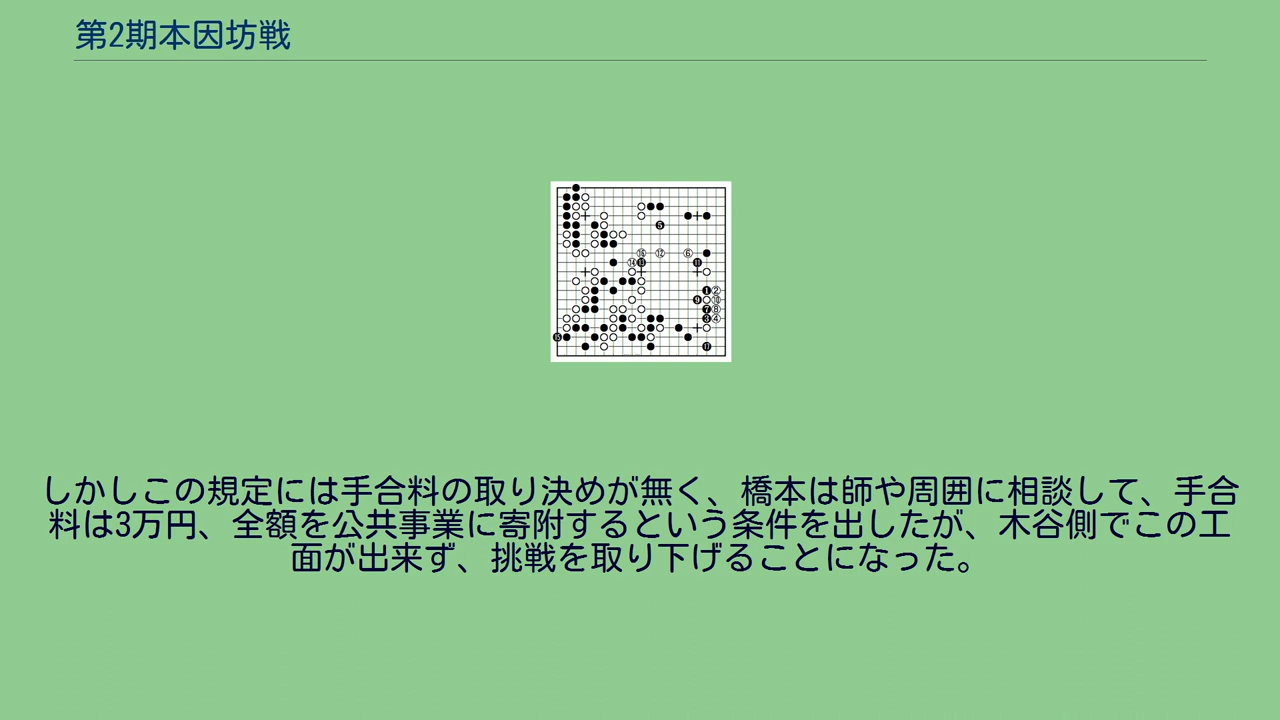 第2期本因坊戦
しかしこの規定には手合料の取り決めが無く、橋本は師や周囲に相談して、手合
料は3万円、全額を公共事業に寄附するという条件を出したが、木谷側でこの工
面が出来ず、挑戦を取り下げることになった。